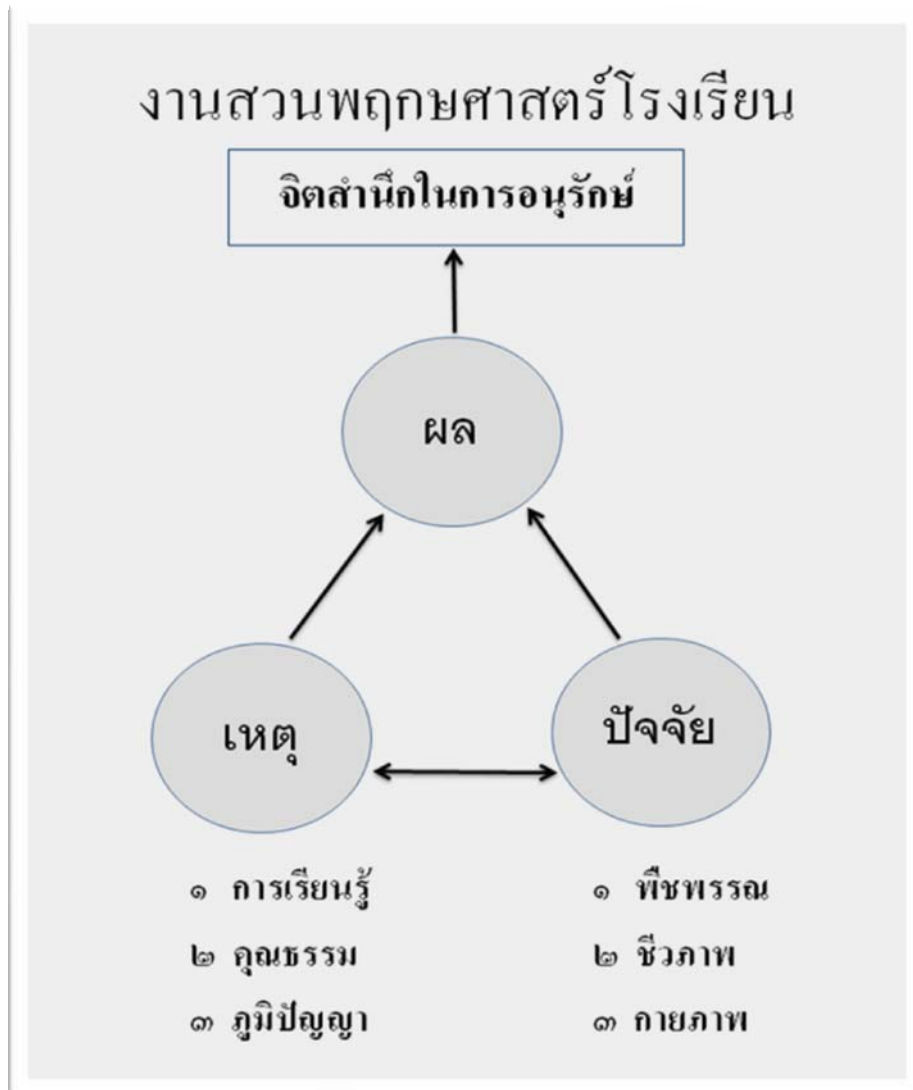 งานสวนพฤกษศาสตร์โรงเรียน
จิตสำนึกในการอนุรักษ์
ผล
เหตุ
ปัจจัย
๑ การเรียนรู้
๒ คุณธรรม
๓ ภูมิปัญญา
๑ พืชพรรณ
๒ ชีวภาพ
๓ กายภาพ